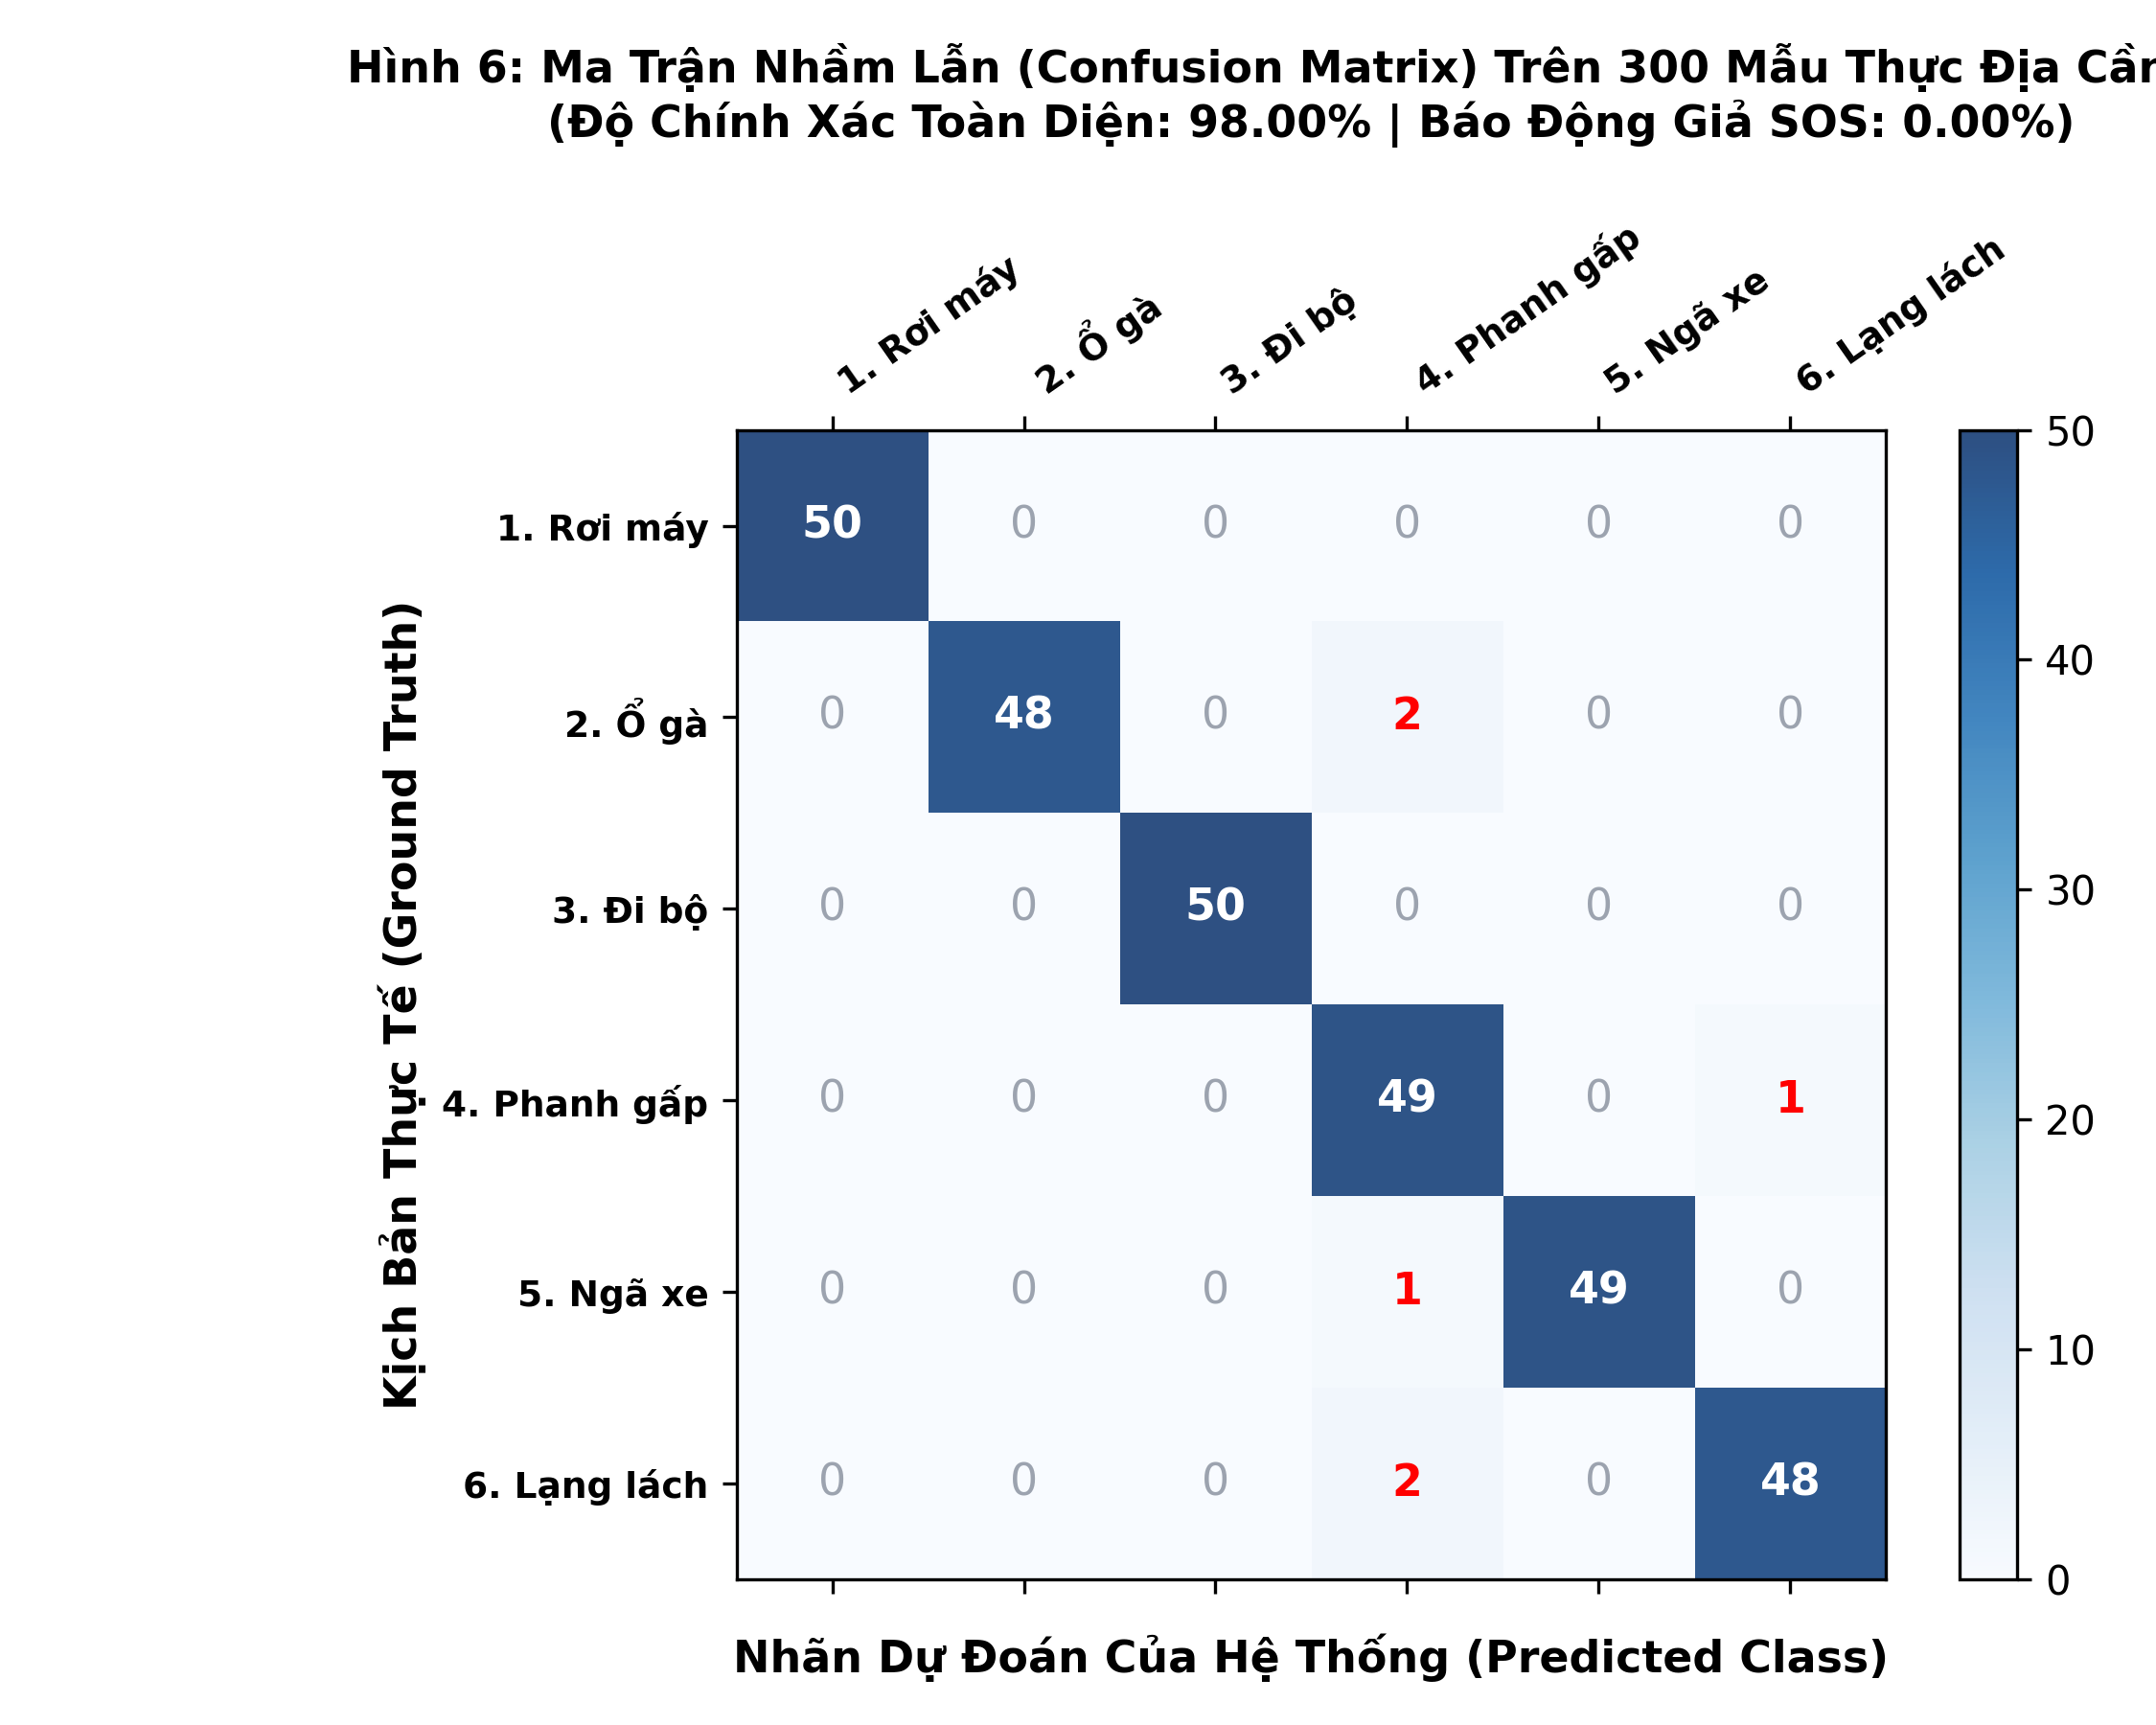 Hình 6: Ma Trận Nhầm Lẫn (Confusion Matrix) Trên 300 Mẫu Thực Địa
(Độ Chính Xác Toàn Diện: 98.00% | Báo Động Giả SOS: 0.00%)
1. Rơi máy
2. Ổ gà
3. Đi bộ
4. Phanh gấp
5. Ngã xe
6. Lạng lách
Kịch Bản Thực Tế (Ground Truth)
1. Rơi máy 50 0 0 0 0 0
2. Ổ gà 0 48 0 2 0 0
3. Đi bộ 0 0 50 0 0 0
4. Phanh gấp 0 0 0 49 0 1
5. Ngã xe 0 0 0 1 49 0
6. Lạng lách 0 0 0 2 0 48
50
40
30
20
10
0
Nhãn Dự Đoán Của Hệ Thống (Predicted Class)